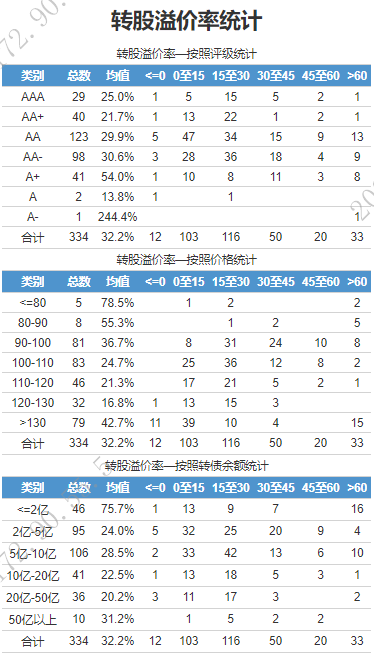 转股溢价率统计
转股溢价率—按照评级统计
类别 总数 均值 <=0 0至15 15至30 30至45 45至60 >60
AAA 29 25.0% 1 5 15 5 2 1
AA+ 40 21.7% 1 13 22 1 2 1
AA 123 29.9% 5 47 34 15 9 13
AA- 98 30.6% 3 28 36 18 4 9
A+ 41 54.0% 1 10 8 11 3 8
A 2 13.8% 1 1
A- 1 244.4% 1
合计 334 32.2% 12 103 116 50 20 33
转股溢价率—按照价格统计
类别 总数 均值 <=0 0至15 15至30 30至45 45至60 >60
<=80 5 78.5% 1 2 2
80-90 8 55.3% 1 2 5
90-100 81 36.7% 8 31 24 10 8
100-110 83 24.7% 25 36 12 8 2
110-120 46 21.3% 17 21 5 2 1
120-130 32 16.8% 1 13 15 3
>130 79 42.7% 11 39 10 4 15
合计 334 32.2% 12 103 116 50 20 33
转股溢价率—按照转债余额统计
类别 总数 均值 <=0 0至15 15至30 30至45 45至60 >60
<=2亿 46 75.7% 1 13 9 7 16
2亿-5亿 95 24.0% 5 32 25 20 9 4
5亿-10亿 106 28.5% 2 33 42 13 6 10
10亿-20亿 41 22.5% 1 13 18 5 3 1
20亿-50亿 36 20.2% 3 11 17 3 2
50亿以上 10 31.2% 1 5 2 2
合计 334 32.2% 12 103 116 50 20 33